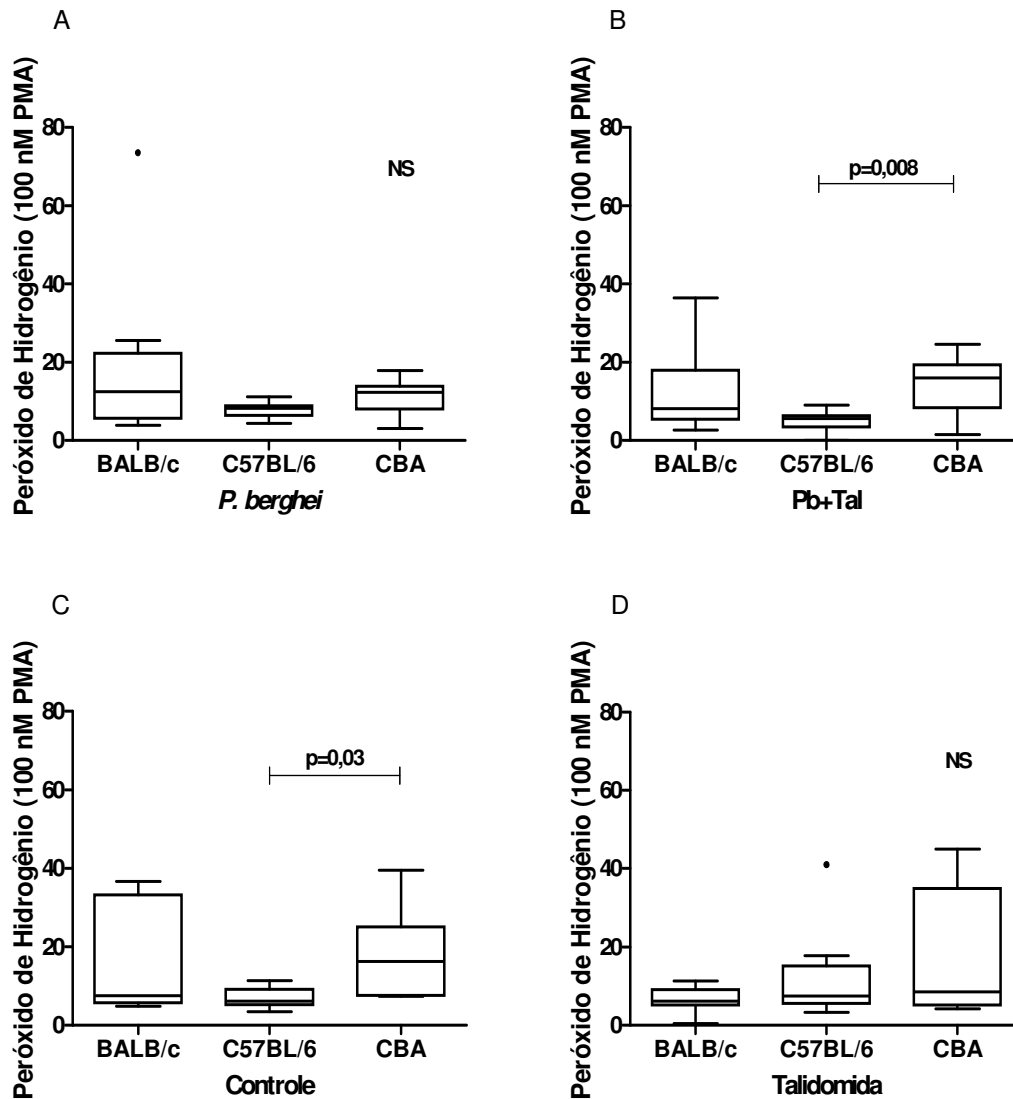 A
Peróxido de Hidrogênio (100 nM PMA)
80
60
40
20
0
NS
BALB/c C57BL/6 CBA
P. berghei
B
Peróxido de Hidrogênio (100 nM PMA)
80
60
40
20
0
p=0,008
BALB/c C57BL/6 CBA
Pb+Tal
C
Peróxido de Hidrogênio (100 nM PMA)
80
60
40
20
0
p=0,03
BALB/c C57BL/6 CBA
Controle
D
Peróxido de Hidrogênio (100 nM PMA)
80
60
40
20
0
NS
BALB/c C57BL/6 CBA
Talidomida